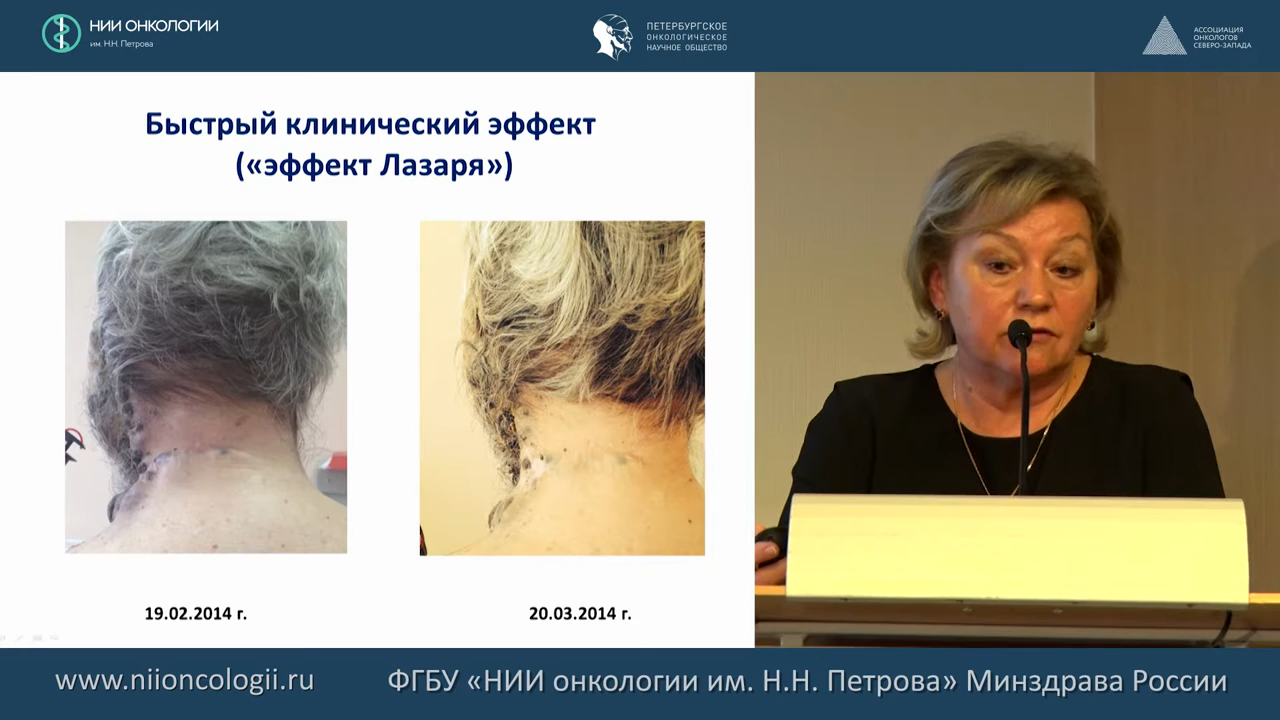 НИИ ОНКОЛОГИИ
им. Н.Н. Петрова
ПЕТЕРБУРГСКОЕ
ОНКОЛОГИЧЕСКОЕ
НАУЧНОЕ ОБЩЕСТВО
АССОЦИАЦИЯ
ОНКОЛОГОВ
СЕВЕРО-ЗАПАДА
Быстрый клинический эффект
(«эффект Лазаря»)
19.02.2014 г.
20.03.2014 г.
www.niioncologii.ru
ФГБУ «НИИ онкологии им. Н.Н. Петрова» Минздрава России